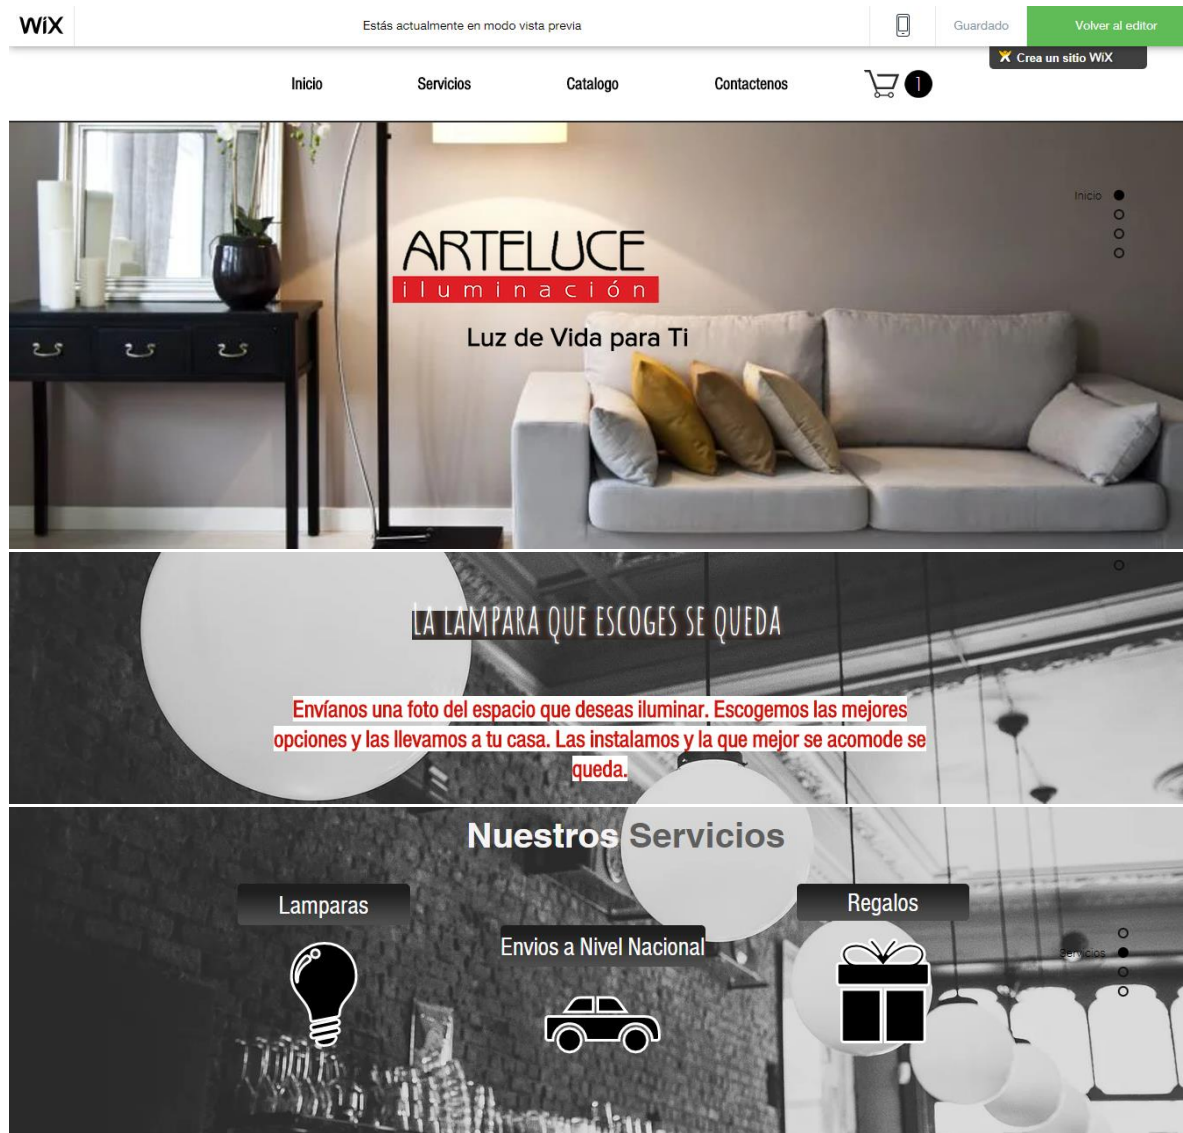 WiX
Estás actualmente en modo vista previa
Guardado
Volver al editor
Crea un sitio WiX
Inicio
Servicios
Catalogo
Contactenos
1
Inicio
ARTELUCE
iluminación
Luz de Vida para Ti
La lampara que escoges se queda
Envíanos una foto del espacio que deseas iluminar. Escogemos las mejores
opciones y las llevamos a tu casa. Las instalamos y la que mejor se acomode se
queda.
Nuestros Servicios
Lamparas
Envios a Nivel Nacional
Regalos
Servicios